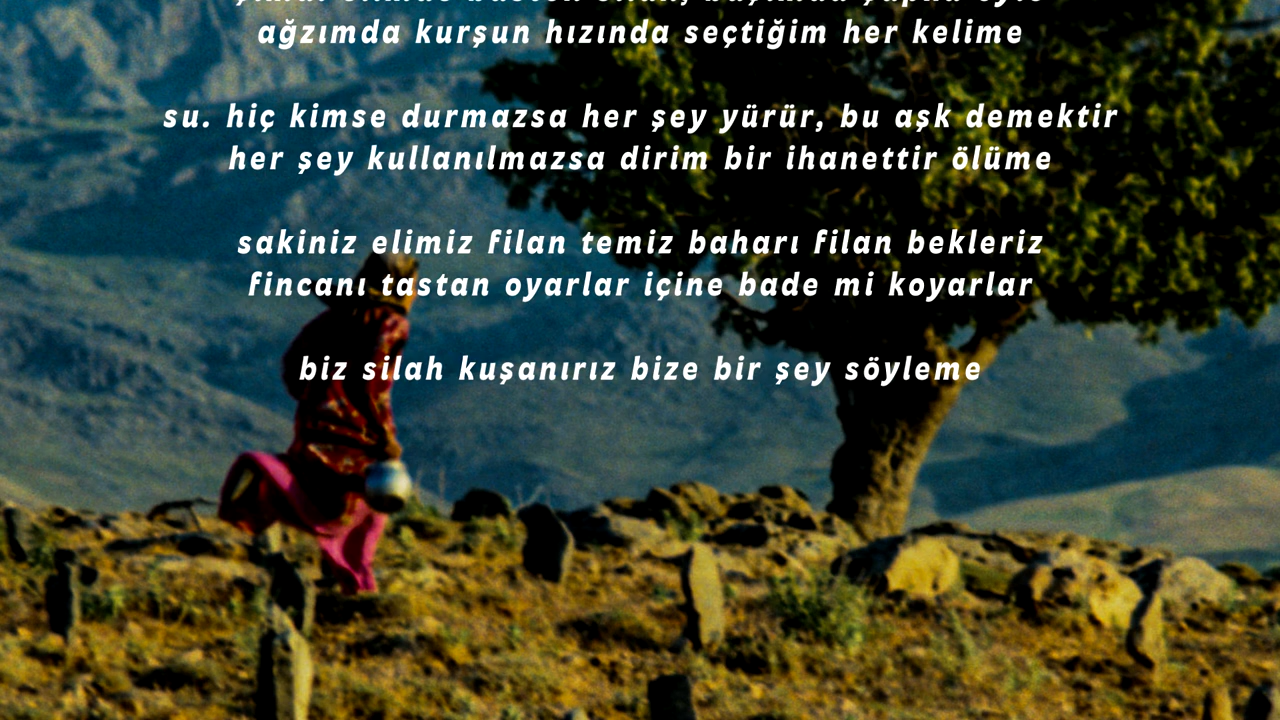 ağzımda kurşun hızında seçtiğim her kelime
su. hiç kimse durmazsa her şey yürür, bu aşk demektir
her şey kullanılmazsa dirim bir ihanettir ölüme
sakiniz elimiz filan temiz baharı filan bekleriz
fincanı tastan oyarlar içine bade mi koyarlar
biz silah kuşanırız bize bir şey söyleme